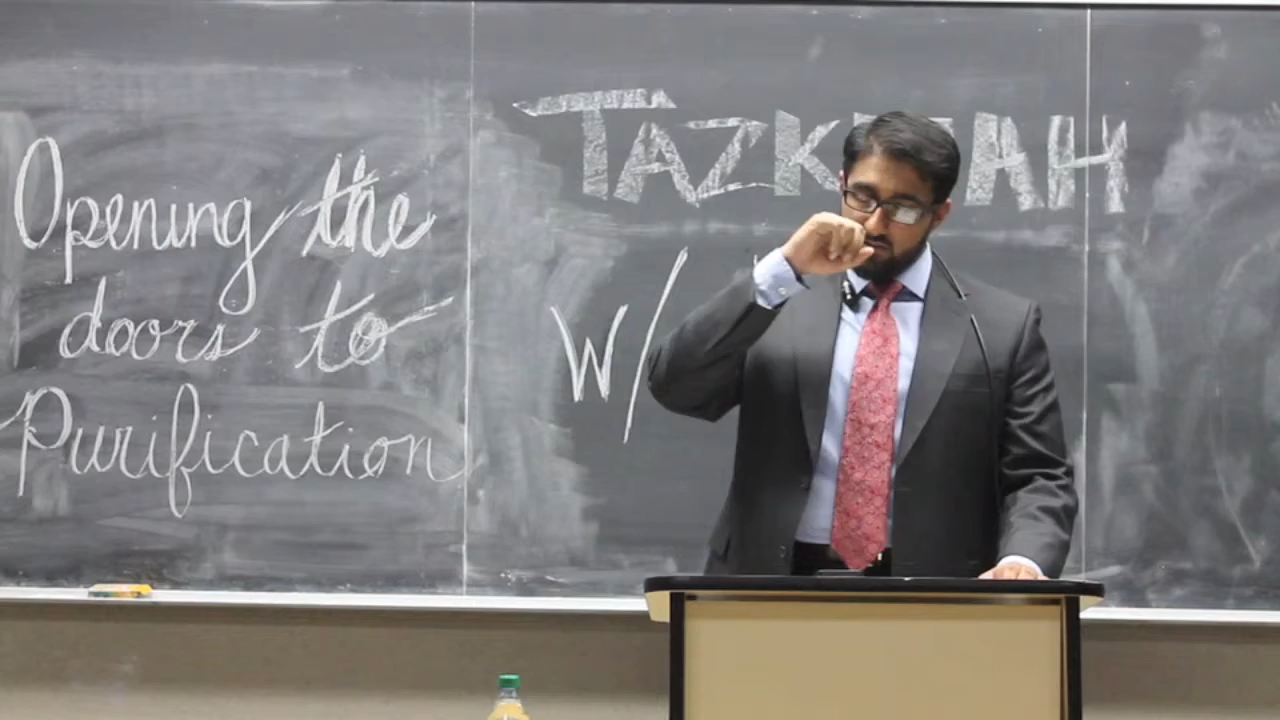 Opening the
doors to
Purification
W/